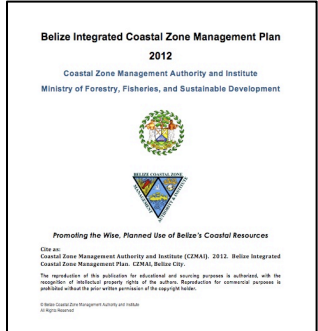 Belize Integrated Coastal Zone Management Plan
2012
Coastal Zone Management Authority and Institute
Ministry of Forestry, Fisheries, and Sustainable Development
BELIZE COASTAL ZONE
MANAGEMENT
AUTHORITY & INSTITUTE
Promoting the Wise, Planned Use of Belize's Coastal Resources
Cite as:
Coastal Zone Management Authority and Institute (CZMAI). 2012. Belize Integrated
Coastal Zone Management Plan. CZMAI, Belize City.
The reproduction of this publication for educational and sourcing purposes is authorized, with the
recognition of intellectual property rights of the authors. Reproduction for commercial purposes is
prohibited without the prior written permission of the copyright holder.
© Belize Coastal Zone Management Authority and Institute
All Rights Reserved